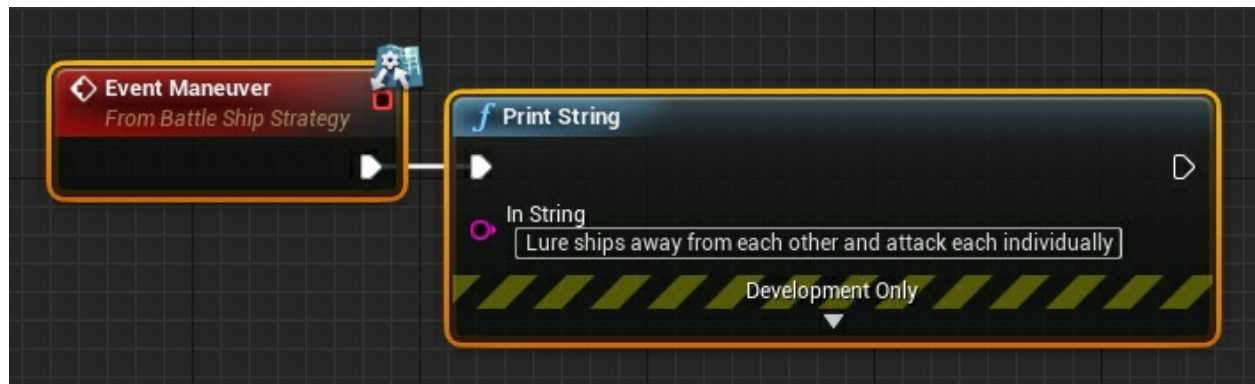 Event Maneuver
From Battle Ship Strategy
f Print String
In String
Lure ships away from each other and attack each individually
Development Only